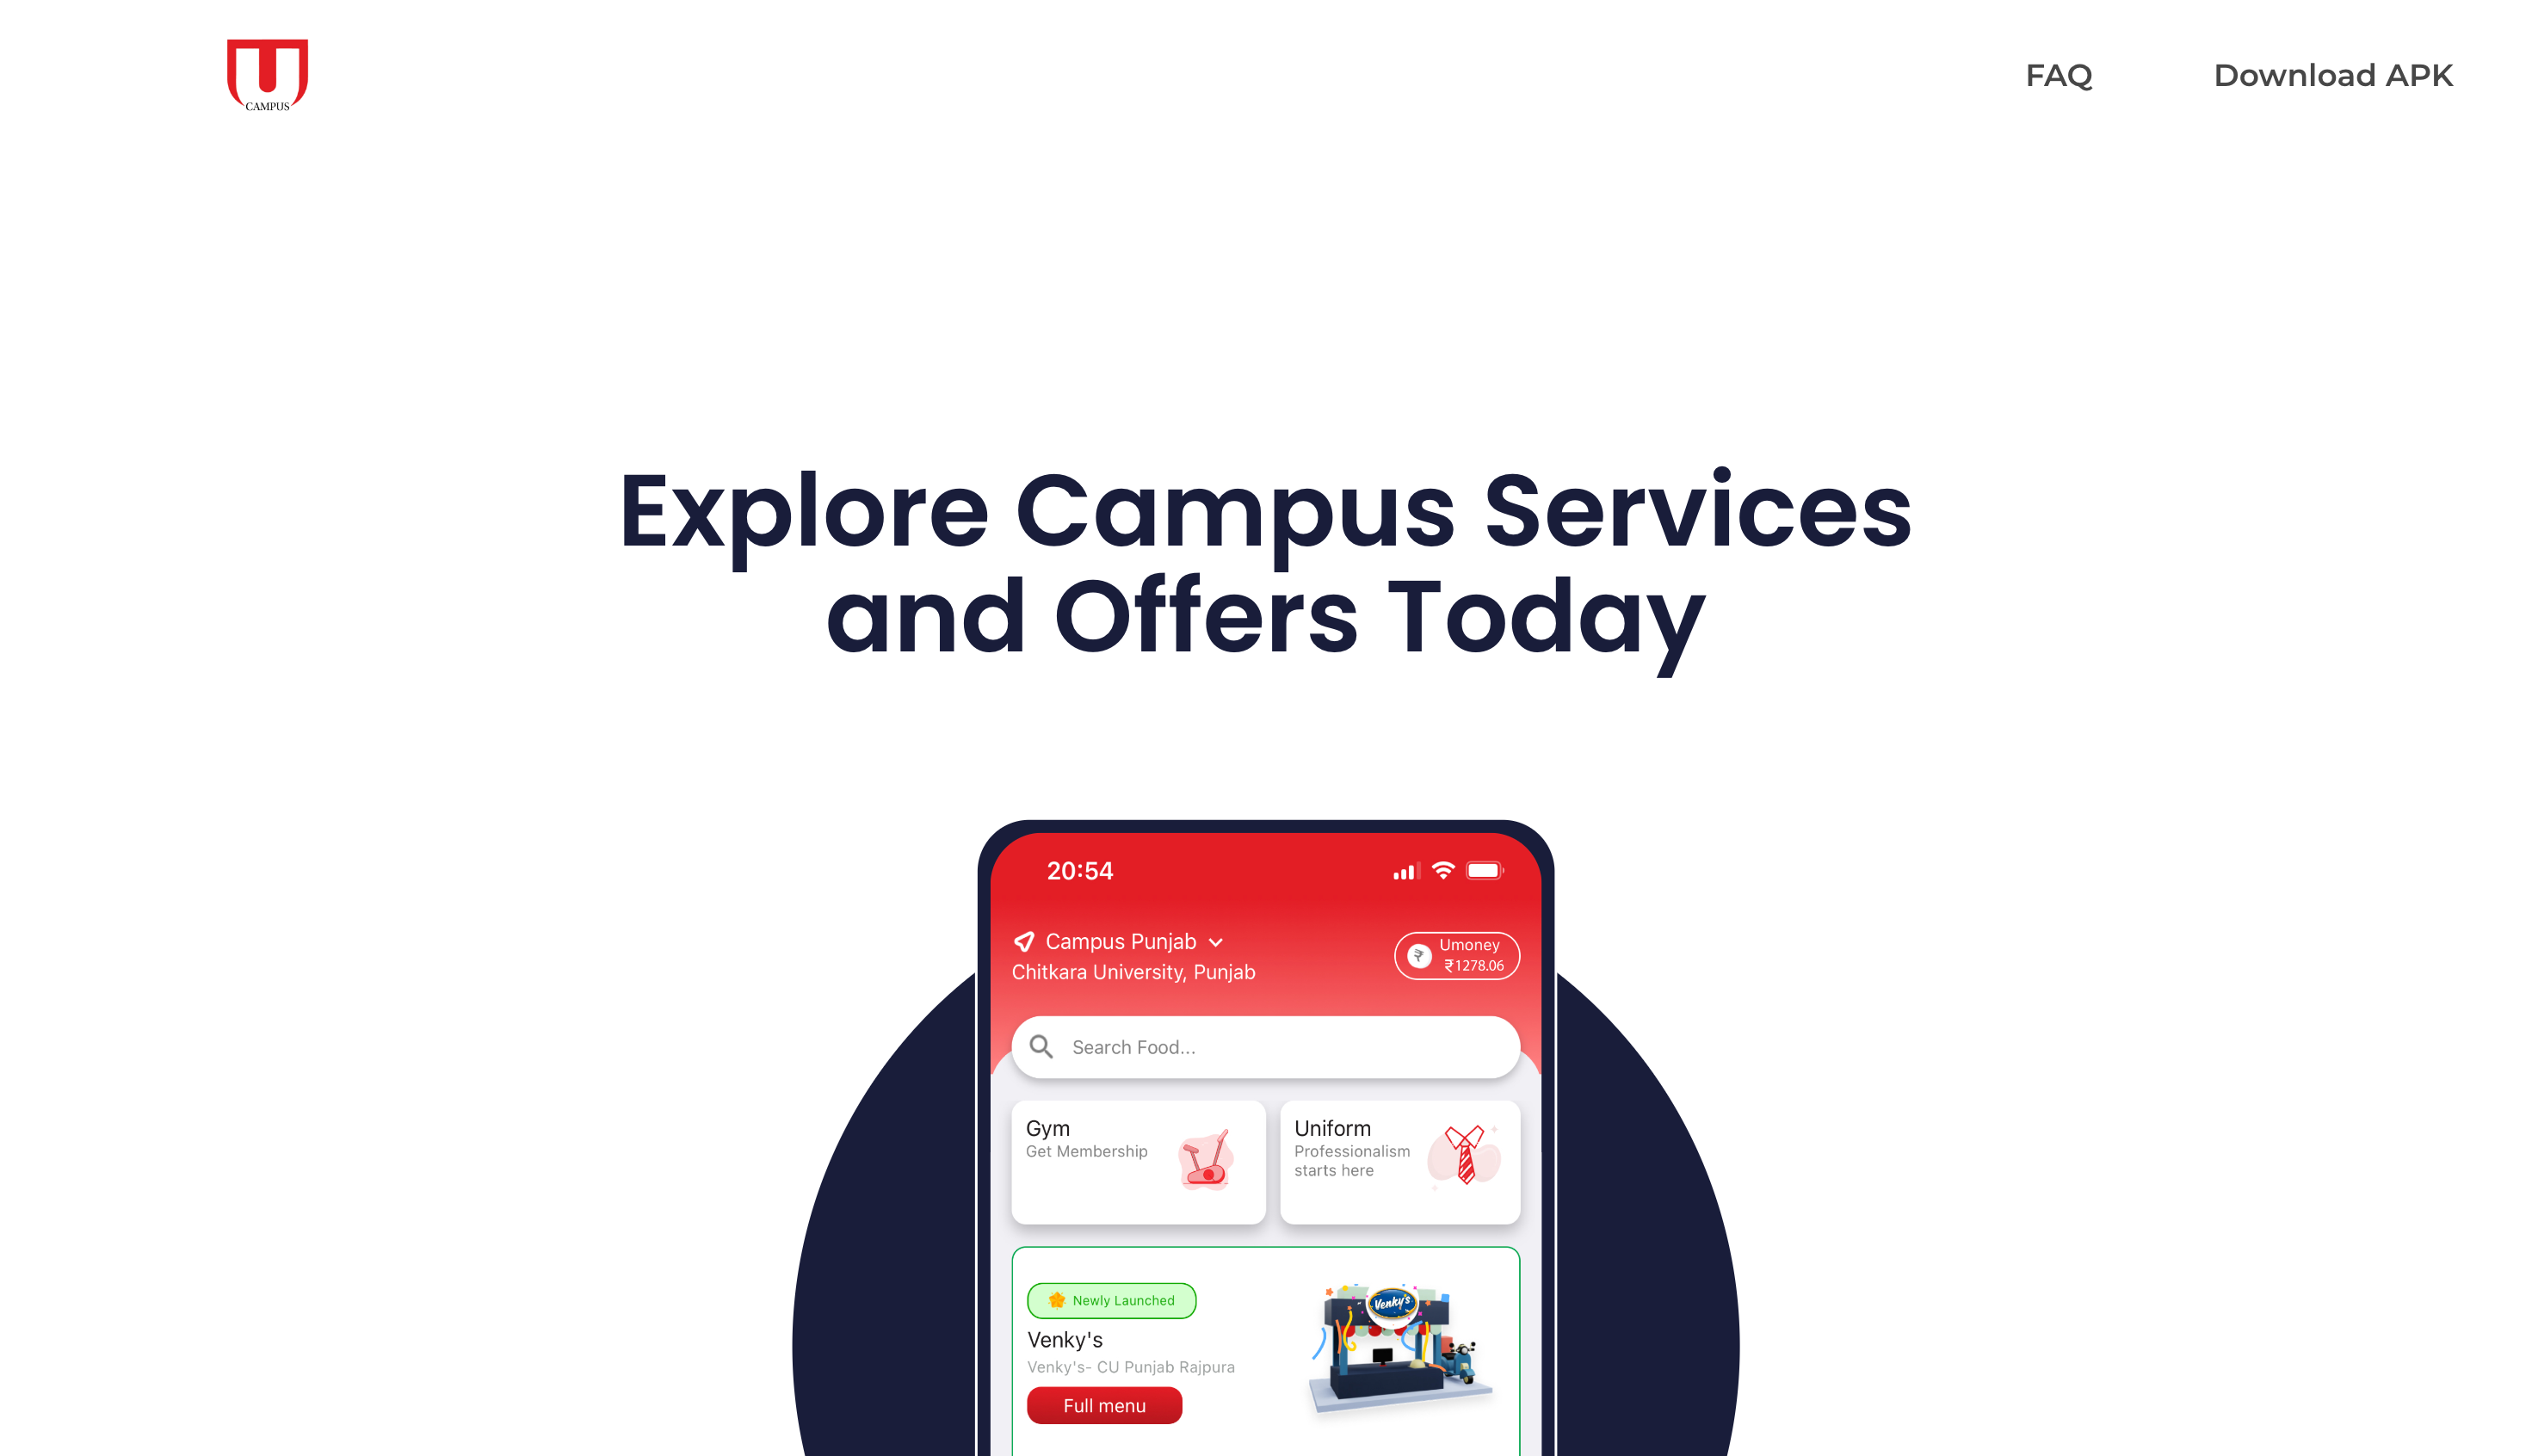 CAMPUS
FAQ
Download APK
Explore Campus Services
and Offers Today
20:54
Campus Punjab
Chitkara University, Punjab
Umoney
₹1278.06
Search Food...
Gym
Get Membership
Uniform
Professionalism
starts here
Newly Launched
Venky's
Venky's- CU Punjab Rajpura
Full menu
Venky's